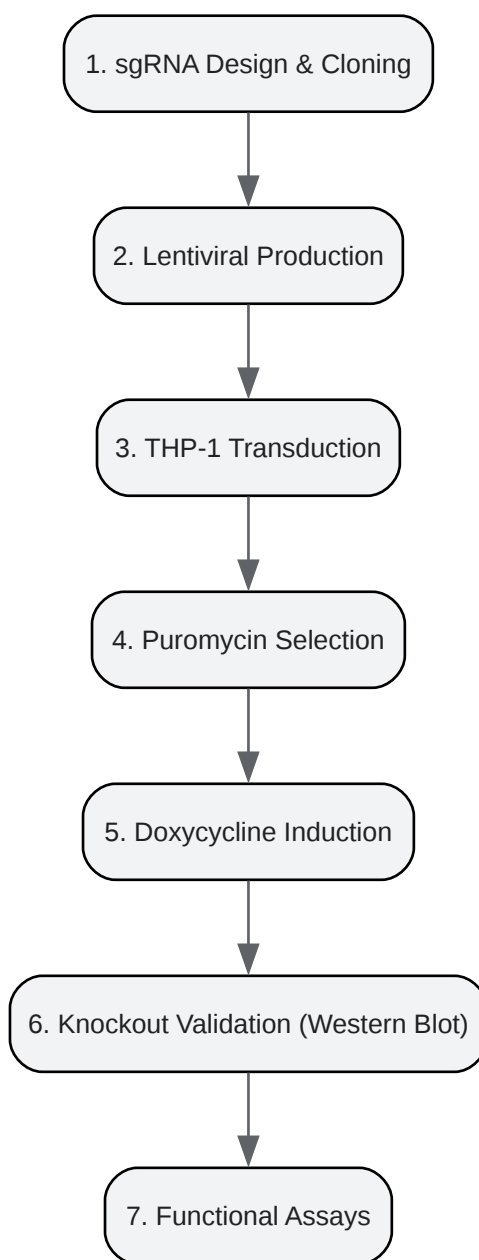 1. sgRNA Design & Cloning
2. Lentiviral Production
3. THP-1 Transduction
4. Puromycin Selection
5. Doxycycline Induction
6. Knockout Validation (Western Blot)
7. Functional Assays